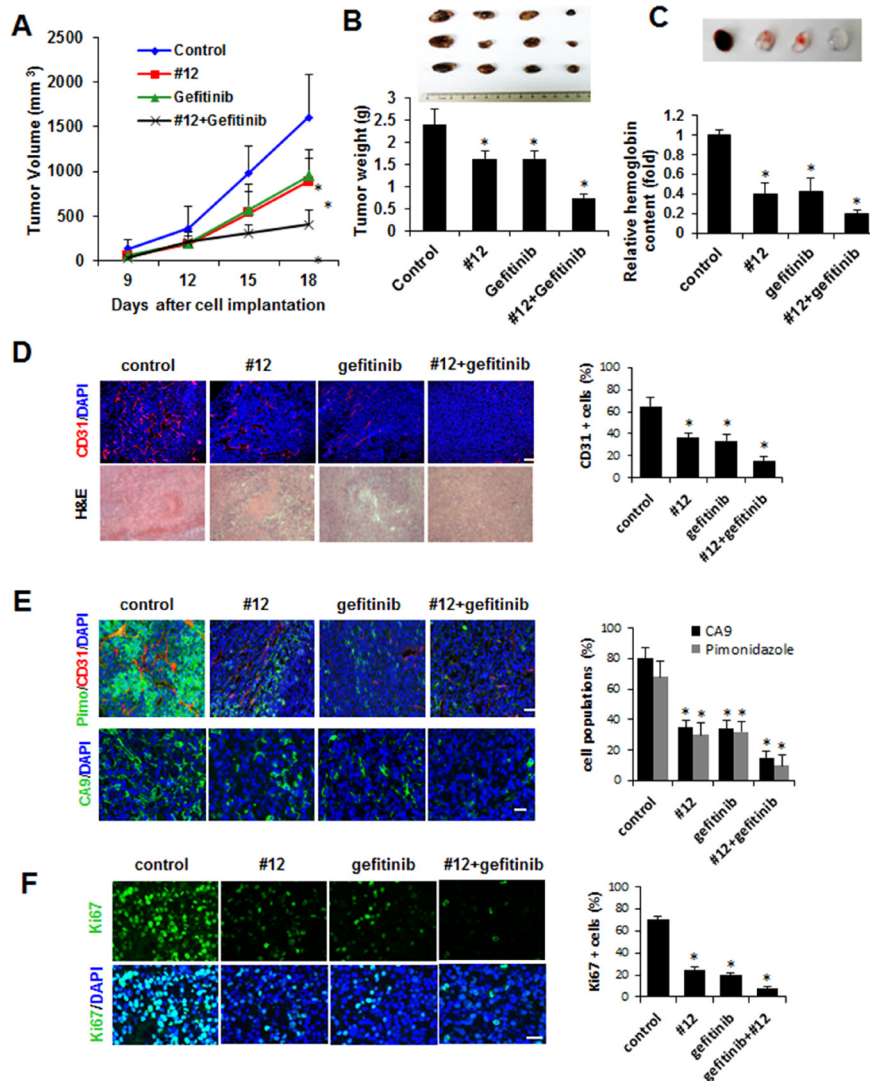 A
Tumor Volume (mm 3)
2500
2000
1500
1000
500
0
9 12 15 18
Days after cell implantation
Control
#12
Gefitinib
#12+Gefitinib
*
*
*
B
Tumor weight (g)
3
2.5
2
1.5
1
0.5
0
* * *
Control #12 Gefitinib #12+Gefitinib
C
Relative hemoglobin
content (fold)
1.2
1
0.8
0.6
0.4
0.2
0
* * *
control #12 gefitinib #12+gefitinib
D
control #12 gefitinib #12+gefitinib
CD31/DAPI
H&E
CD31 + cells (%)
100
80
60
40
20
0
* * *
control #12 gefitinib #12+gefitinib
E
control #12 gefitinib #12+gefitinib
Pimo/CD31/DAPI
CA9/DAPI
cell populations (%)
100
80
60
40
20
0
CA9
Pimonidazole
* * * * * *
control #12 gefitinib #12+gefitinib
F
control #12 gefitinib #12+gefitinib
Ki67
Ki67/DAPI
Ki67 + cells (%)
100
80
60
40
20
0
* * *
control #12 gefitinib gefitinib+#12